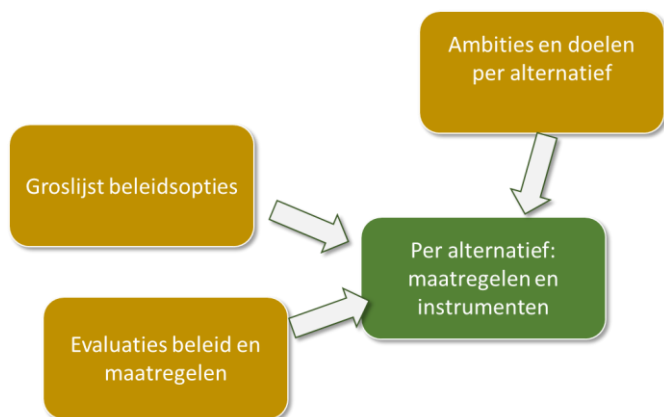 Ambities en doelen
per alternatief
Groslijst beleidsopties
Per alternatief:
maatregelen en
instrumenten
Evaluaties beleid en
maatregelen